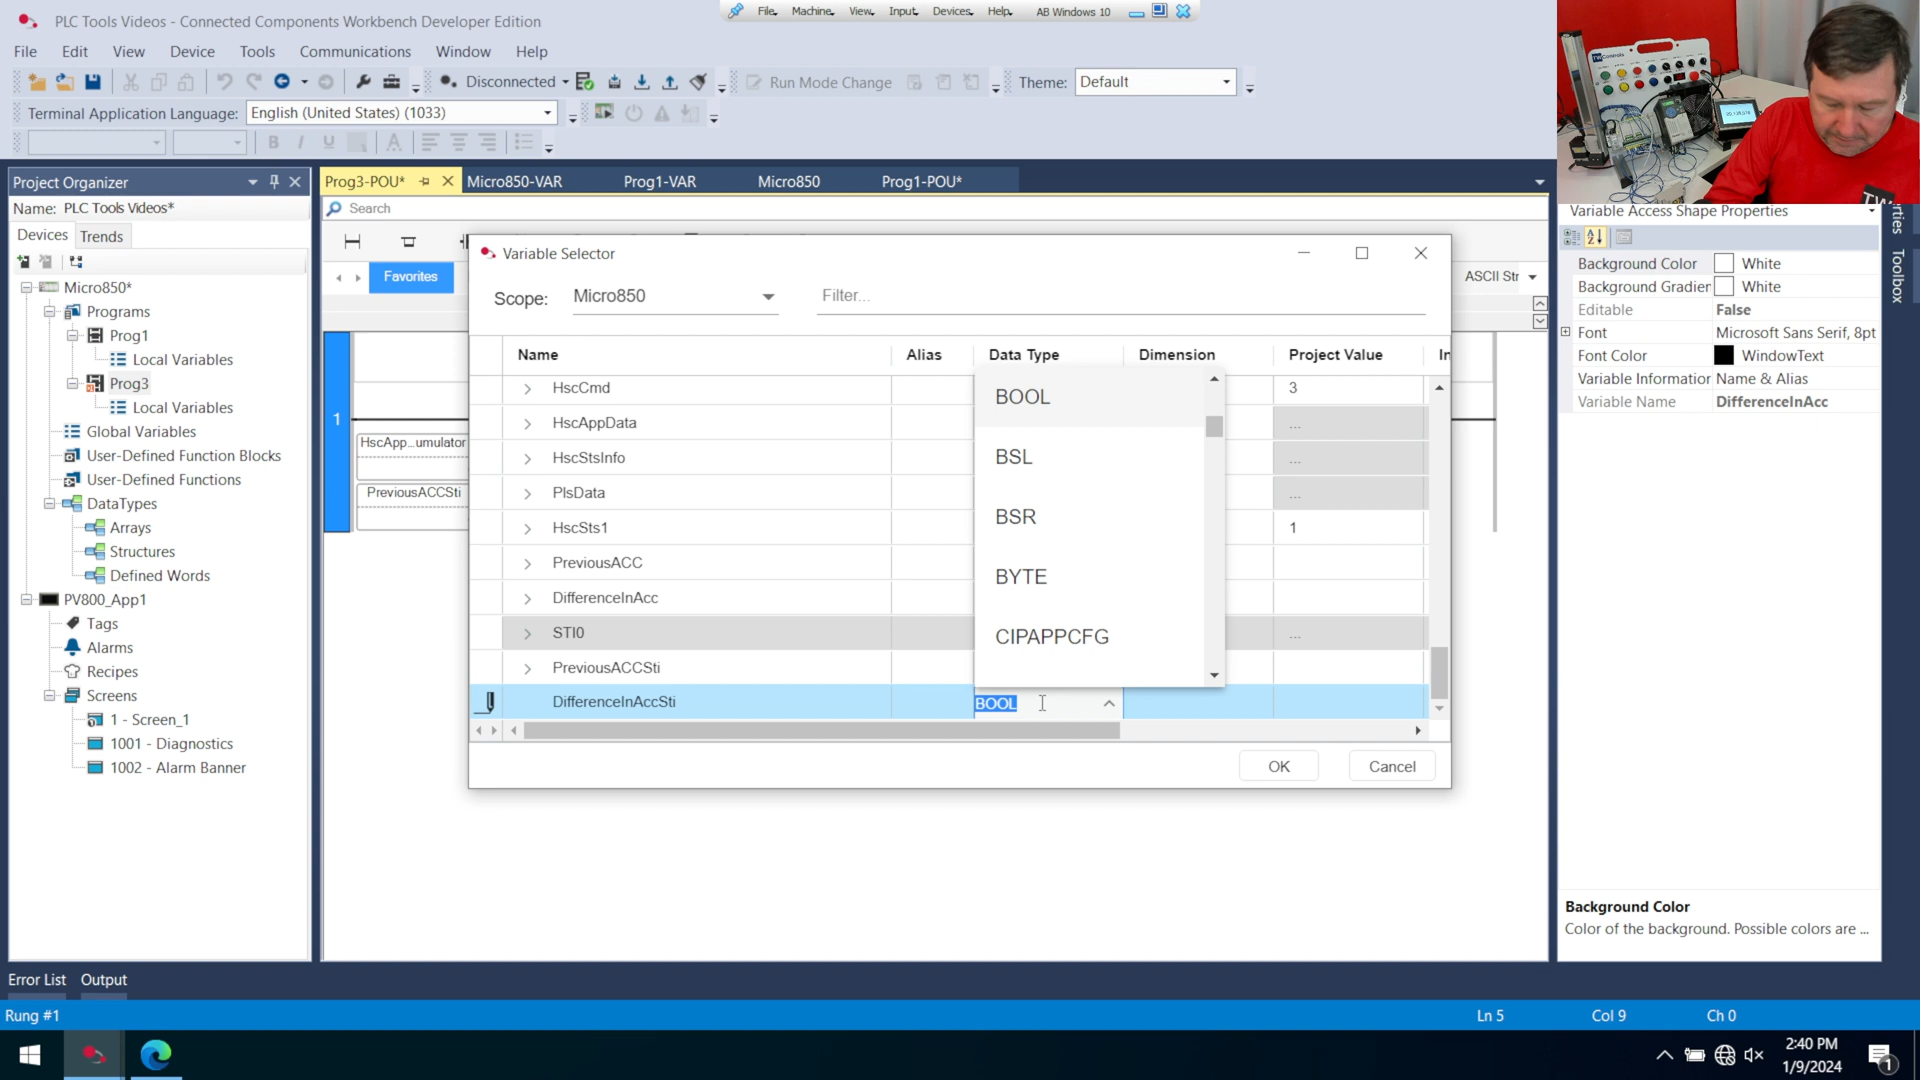 PLC Tools Videos - Connected Components Workbench Developer Edition
File Machine View Input Devices Help AB Windows 10
File Edit View Device Tools Communications Window Help
Disconnected Run Mode Change Theme: Default
Terminal Application Language: English (United States) (1033)
B I U A
Project Organizer
Prog3-POU* Micro850-VAR Prog1-VAR Micro850 Prog1-POU*
Name: PLC Tools Videos*
Search
Devices Trends
Micro850*
Programs
Prog1
Local Variables
Prog3
Local Variables
Global Variables
User-Defined Function Blocks
User-Defined Functions
DataTypes
Arrays
Structures
Defined Words
PV800_App1
Tags
Alarms
Recipes
Screens
1 - Screen_1
1001 - Diagnostics
1002 - Alarm Banner
Favorites
ASCII Str
1
HscApp...umulator
PreviousACCSti
Variable Selector
Scope: Micro850 Filter...
Name Alias Data Type Dimension Project Value In
HscCmd 3
HscAppData ...
HscStsInfo ...
PlsData ...
HscSts1 1
PreviousACC
DifferenceInAcc
STI0 ...
PreviousACCSti
DifferenceInAccSti BOOL
BOOL
BSL
BSR
BYTE
CIPAPPCFG
OK Cancel
Variable Access Shape Properties
Background Color White
Background Gradier White
Editable False
Font Microsoft Sans Serif, 8pt
Font Color WindowText
Variable Information Name & Alias
Variable Name DifferenceInAcc
Toolbox
Background Color
Color of the background. Possible colors are ...
Error List Output
Rung #1 Ln 5 Col 9 Ch 0
2:40 PM
1/9/2024
1